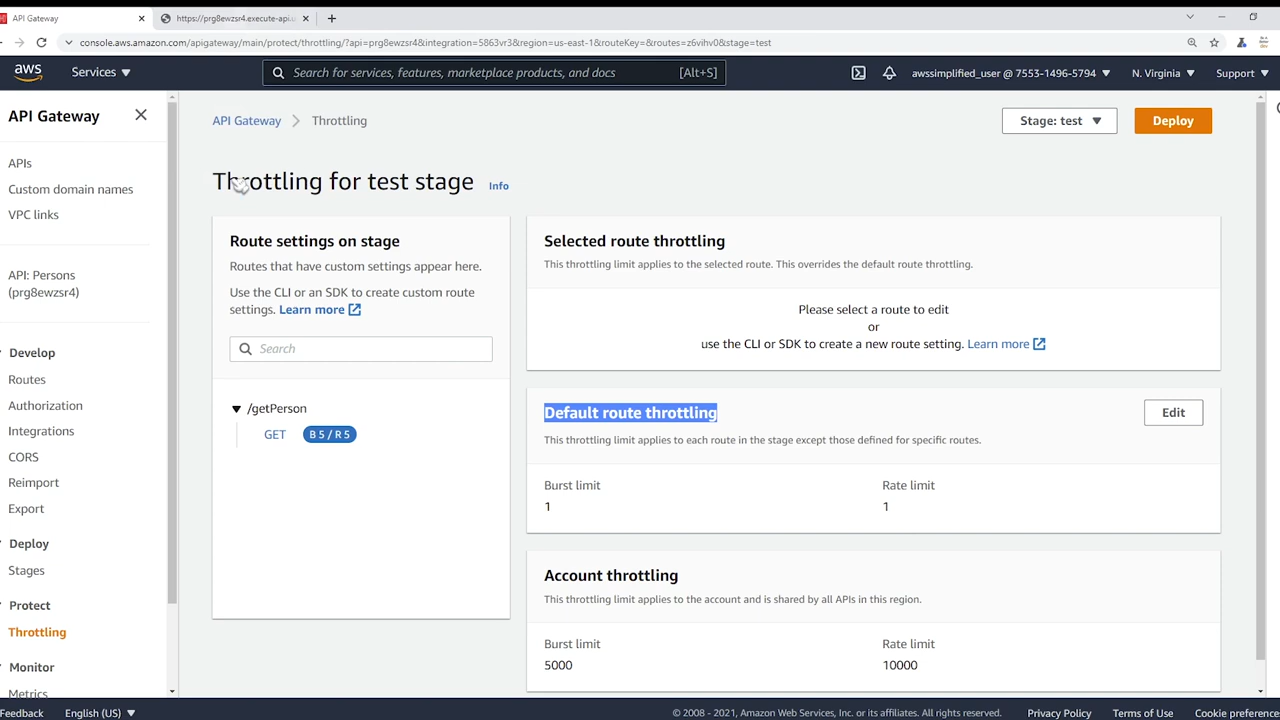 API Gateway
https://prg8ewzsr4.execute-api.u
console.aws.amazon.com/apigateway/main/protect/throttling/?api=prg8ewzsr4&integration=5863vr3&region=us-east-1&routeKey=&routes=z6vihv0&stage=test
aws
Services
Search for services, features, marketplace products, and docs
[Alt+S]
awssimplified_user @ 7553-1496-5794
N. Virginia
Support
API Gateway
APIs
Custom domain names
VPC links
API: Persons
(prg8ewzsr4)
Develop
Routes
Authorization
Integrations
CORS
Reimport
Export
Deploy
Stages
Protect
Throttling
Monitor
Metrics
API Gateway
Throttling
Stage: test
Deploy
Throttling for test stage
Info
Route settings on stage
Routes that have custom settings appear here.
Use the CLI or an SDK to create custom route
settings. Learn more
Search
/getPerson
GET
B 5 / R 5
Selected route throttling
This throttling limit applies to the selected route. This overrides the default route throttling.
Please select a route to edit
or
use the CLI or SDK to create a new route setting. Learn more
Default route throttling
Edit
This throttling limit applies to each route in the stage except those defined for specific routes.
Burst limit
Rate limit
1
1
Account throttling
This throttling limit applies to the account and is shared by all APIs in this region.
Burst limit
Rate limit
5000
10000
Feedback
English (US)
© 2008 - 2021, Amazon Web Services, Inc. or its affiliates. All rights reserved.
Privacy Policy
Terms of Use
Cookie preference